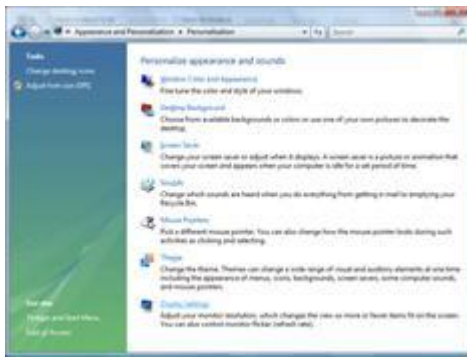 Appearance and Personalization ▸ Personalization
Tasks
Change desktop icons
Adjust font size (DPI)
Personalize appearance and sounds
Window Color and Appearance
Fine tune the color and style of your windows.
Desktop Background
Choose from available backgrounds or colors or use one of your own pictures to decorate the
desktop.
Screen Saver
Change your screen saver or adjust when it displays. A screen saver is a picture or animation that
covers your screen and appears when your computer is idle for a set period of time.
Sounds
Change which sounds are heard when you do everything from getting e-mail to emptying your
Recycle Bin.
Mouse Pointers
Pick a different mouse pointer. You can also change how the mouse pointer looks during such
activities as clicking and selecting.
Theme
Change the theme. Themes can change a wide range of visual and auditory elements at one time
including the appearance of menus, icons, backgrounds, screen savers, some computer sounds,
and mouse pointers.
Display Settings
Adjust your monitor resolution, which changes the view so more or fewer items fit on the screen.
You can also control monitor flicker (refresh rate).
See also
Taskbar and Start Menu
Ease of Access